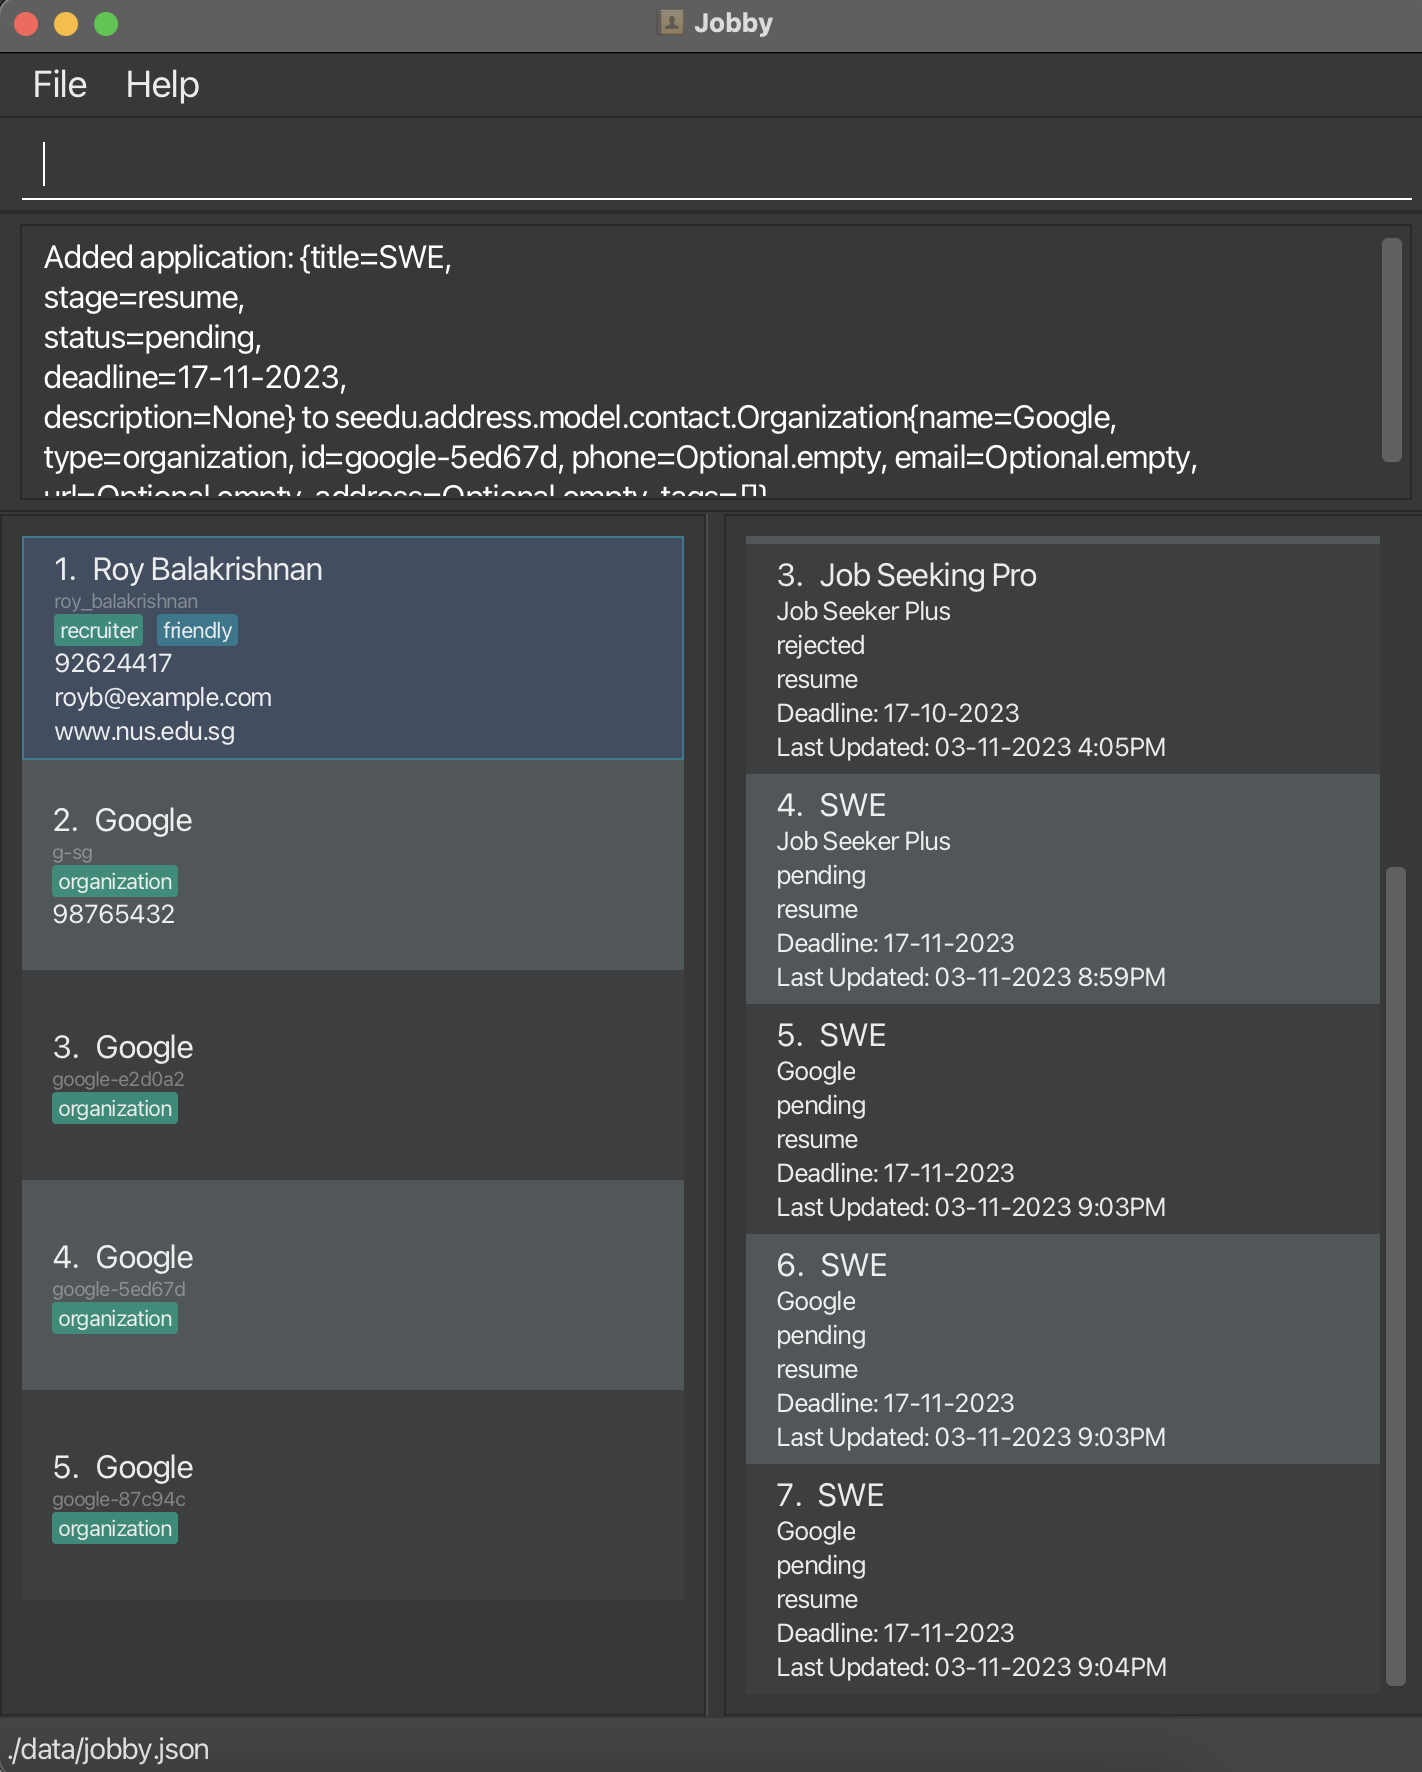 Jobby
File Help
Added application: {title=SWE,
stage=resume,
status=pending,
deadline=17-11-2023,
description=None} to seedu.address.model.contact.Organization{name=Google,
type=organization, id=google-5ed67d, phone=Optional.empty, email=Optional.empty,
url=Optional.empty, address=Optional.empty, tags=[]}
1. Roy Balakrishnan
roy_balakrishnan
recruiter friendly
92624417
royb@example.com
www.nus.edu.sg
2. Google
g-sg
organization
98765432
3. Google
google-e2d0a2
organization
4. Google
google-5ed67d
organization
5. Google
google-87c94c
organization
3. Job Seeking Pro
Job Seeker Plus
rejected
resume
Deadline: 17-10-2023
Last Updated: 03-11-2023 4:05PM
4. SWE
Job Seeker Plus
pending
resume
Deadline: 17-11-2023
Last Updated: 03-11-2023 8:59PM
5. SWE
Google
pending
resume
Deadline: 17-11-2023
Last Updated: 03-11-2023 9:03PM
6. SWE
Google
pending
resume
Deadline: 17-11-2023
Last Updated: 03-11-2023 9:03PM
7. SWE
Google
pending
resume
Deadline: 17-11-2023
Last Updated: 03-11-2023 9:04PM
./data/jobby.json